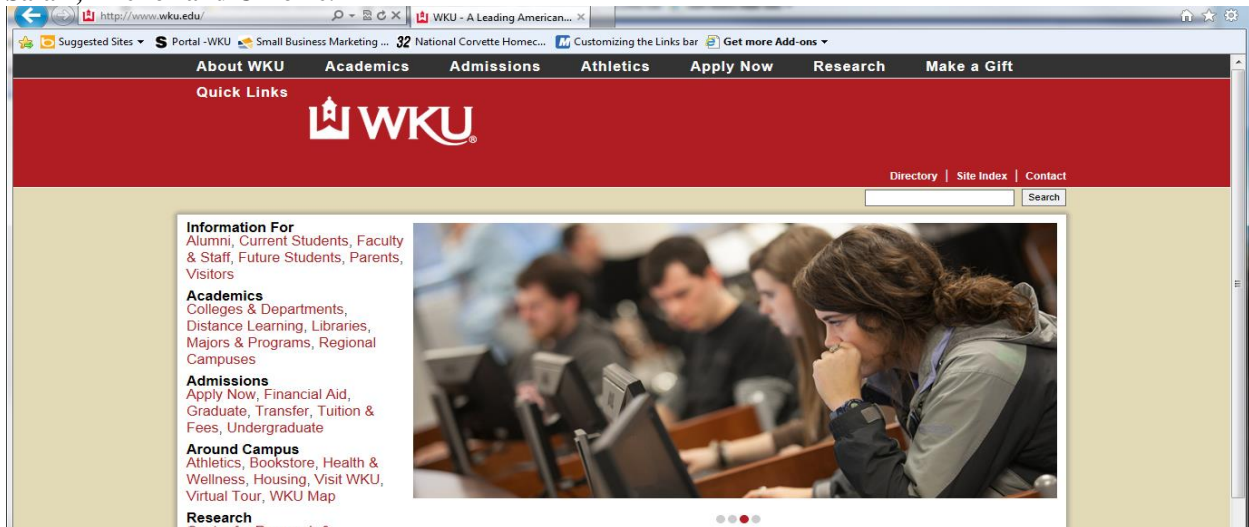 http://www.wku.edu/
WKU - A Leading American...
Suggested Sites
S Portal -WKU
Small Business Marketing ...
32 National Corvette Homec...
M Customizing the Links bar
Get more Add-ons
About WKU Academics Admissions Athletics Apply Now Research Make a Gift
Quick Links
WKU
Directory | Site Index | Contact
Search
Information For
Alumni, Current Students, Faculty
& Staff, Future Students, Parents,
Visitors
Academics
Colleges & Departments,
Distance Learning, Libraries,
Majors & Programs, Regional
Campuses
Admissions
Apply Now, Financial Aid,
Graduate, Transfer, Tuition &
Fees, Undergraduate
Around Campus
Athletics, Bookstore, Health &
Wellness, Housing, Visit WKU,
Virtual Tour, WKU Map
Research